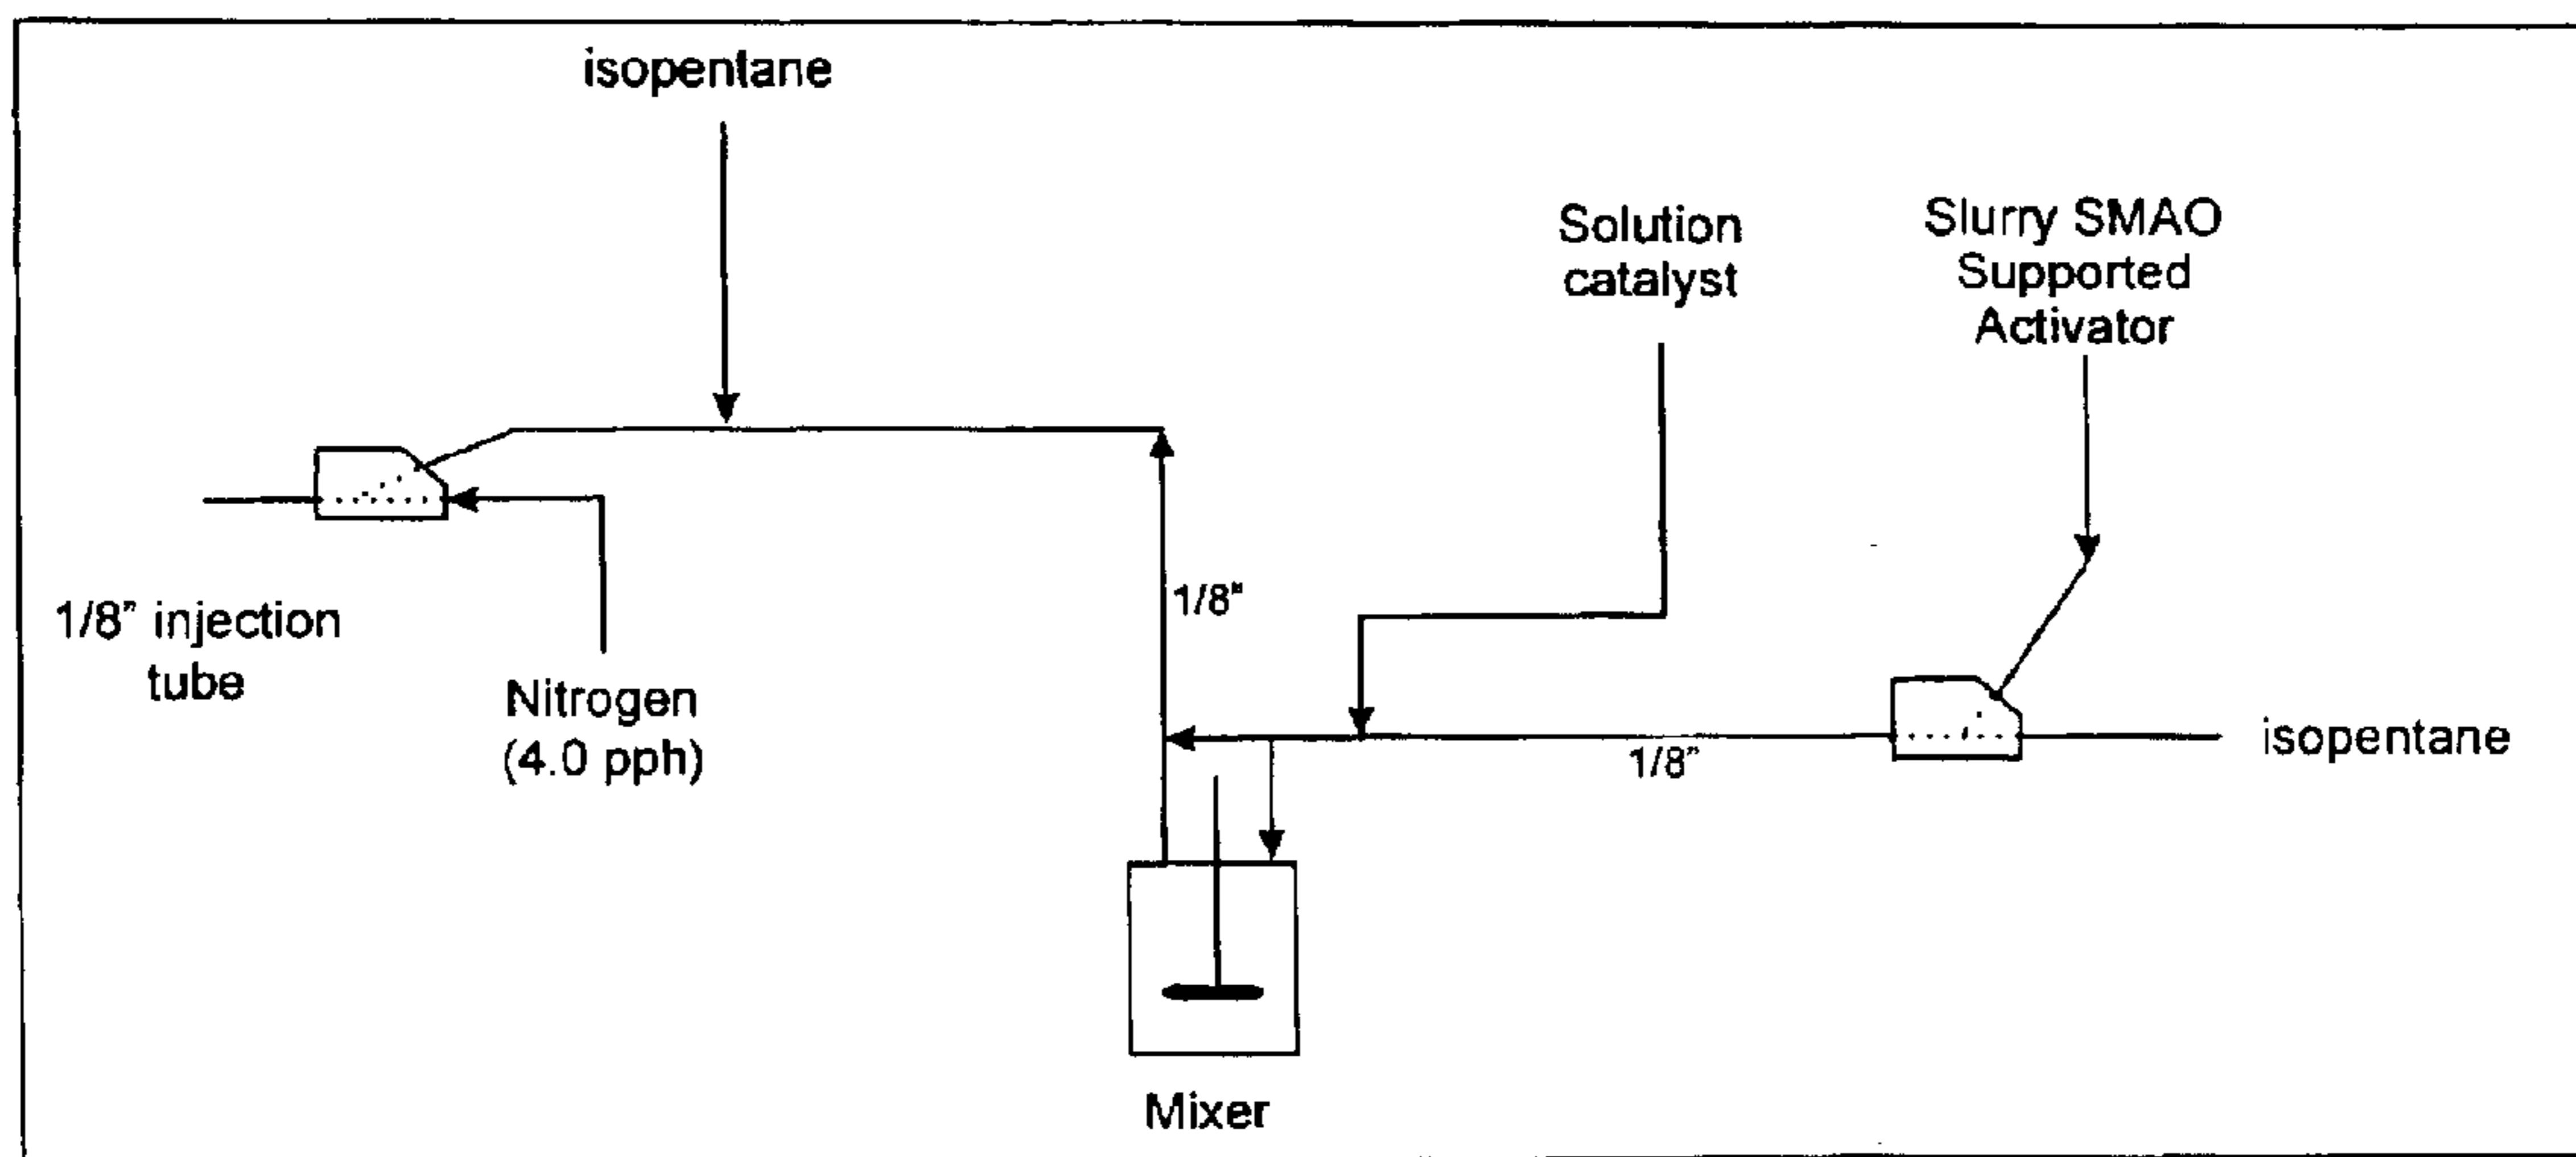 isopentane
Solution
catalyst
Slurry SMAO
Supported
Activator
1/8"
1/8” injection
tube
Nitrogen
(4.0 pph)
1/8”
isopentane
Mixer